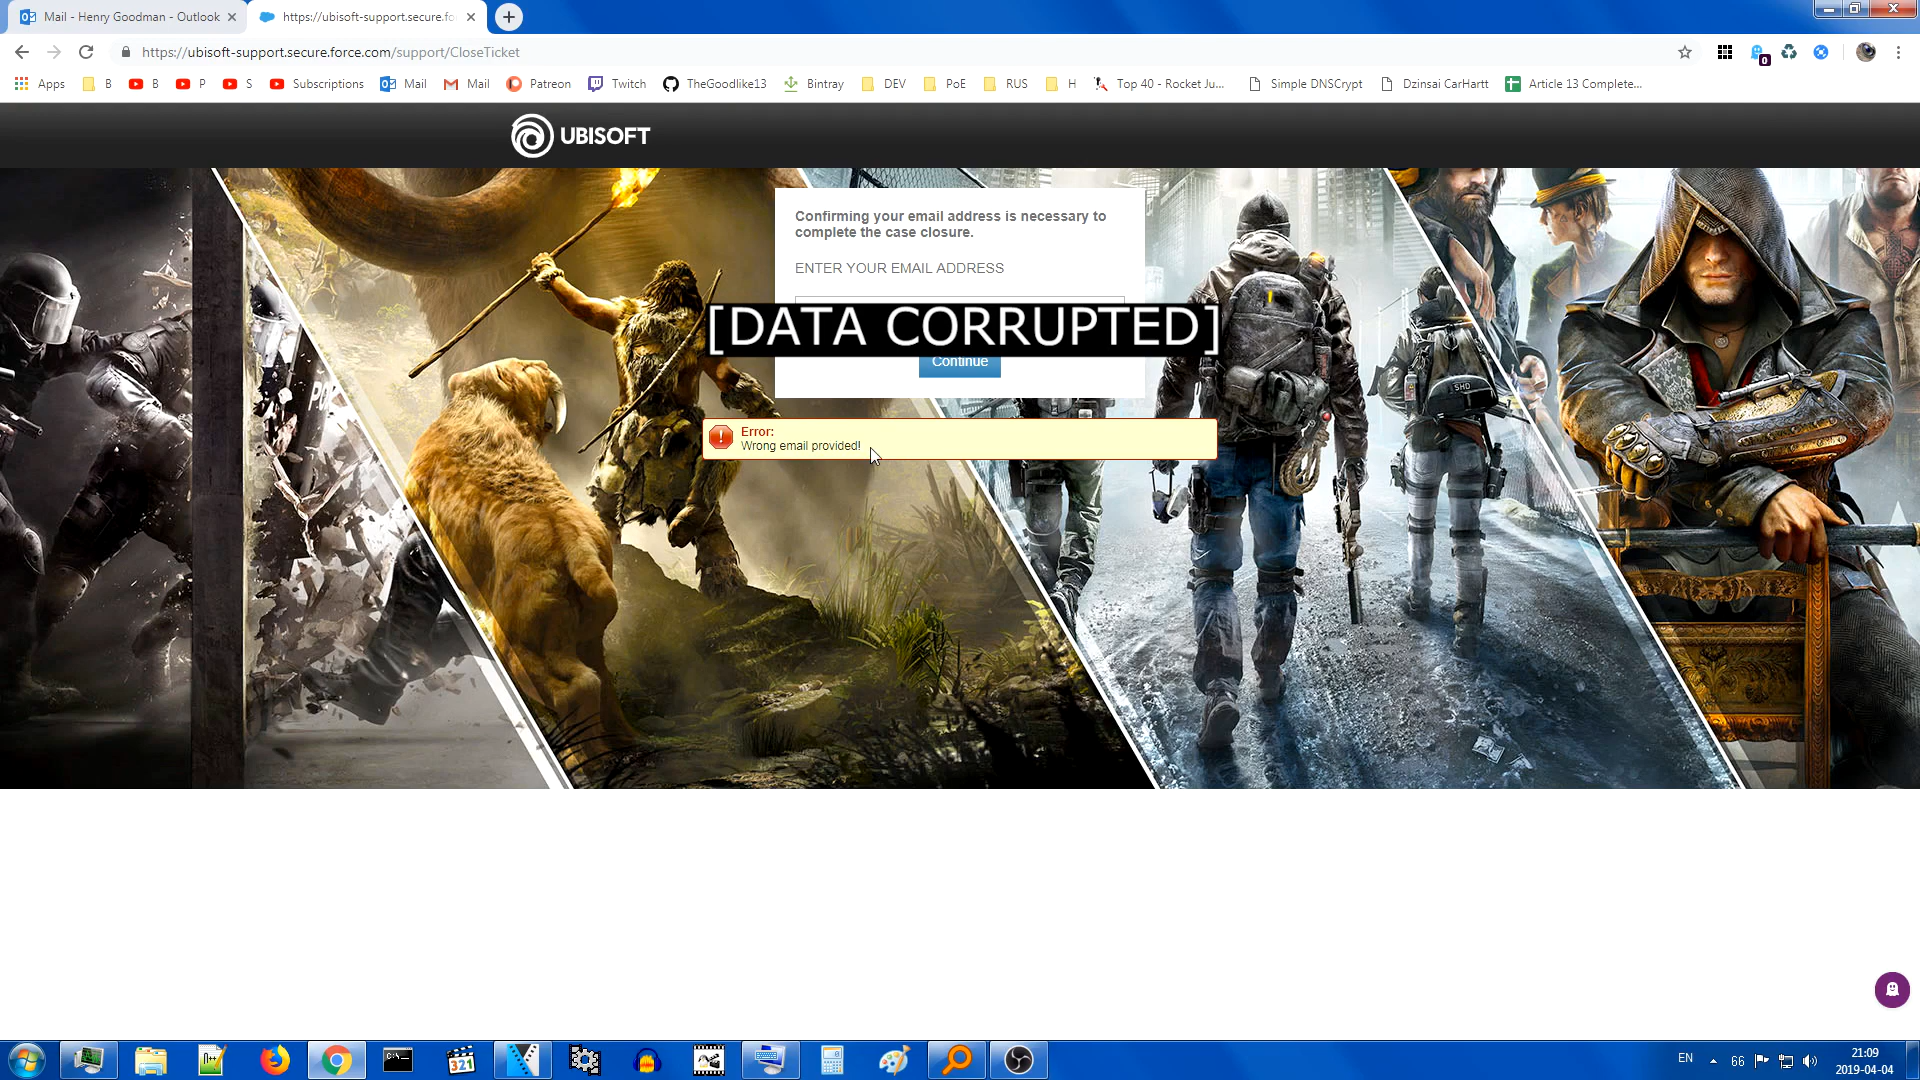 Mail - Henry Goodman - Outlook
https://ubisoft-support.secure.fo
https://ubisoft-support.secure.force.com/support/CloseTicket
0
Apps B B P S Subscriptions Mail Mail Patreon Twitch TheGoodlike13 Bintray DEV PoE RUS H Top 40 - Rocket Ju... Simple DNSCrypt Dzinsai CarHartt Article 13 Complete...
UBISOFT
Confirming your email address is necessary to
complete the case closure.
ENTER YOUR EMAIL ADDRESS
[DATA CORRUPTED]
Continue
Error:
Wrong email provided!
SHD
321
EN
66
21:09
2019-04-04